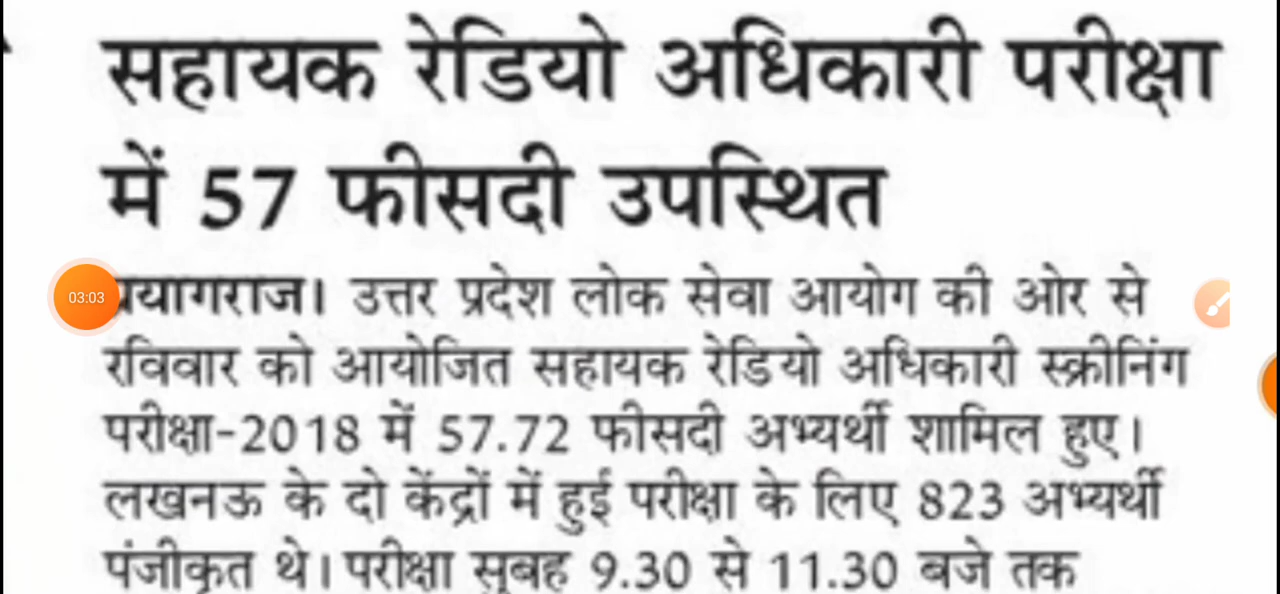 सहायक रेडियो अधिकारी परीक्षा
में 57 फीसदी उपस्थित
प्रयागराज। उत्तर प्रदेश लोक सेवा आयोग की ओर से
रविवार को आयोजित सहायक रेडियो अधिकारी स्क्रीनिंग
परीक्षा-2018 में 57.72 फीसदी अभ्यर्थी शामिल हुए।
लखनऊ के दो केंद्रों में हुई परीक्षा के लिए 823 अभ्यर्थी
पंजीकृत थे। परीक्षा सुबह 9.30 से 11.30 बजे तक
03:03